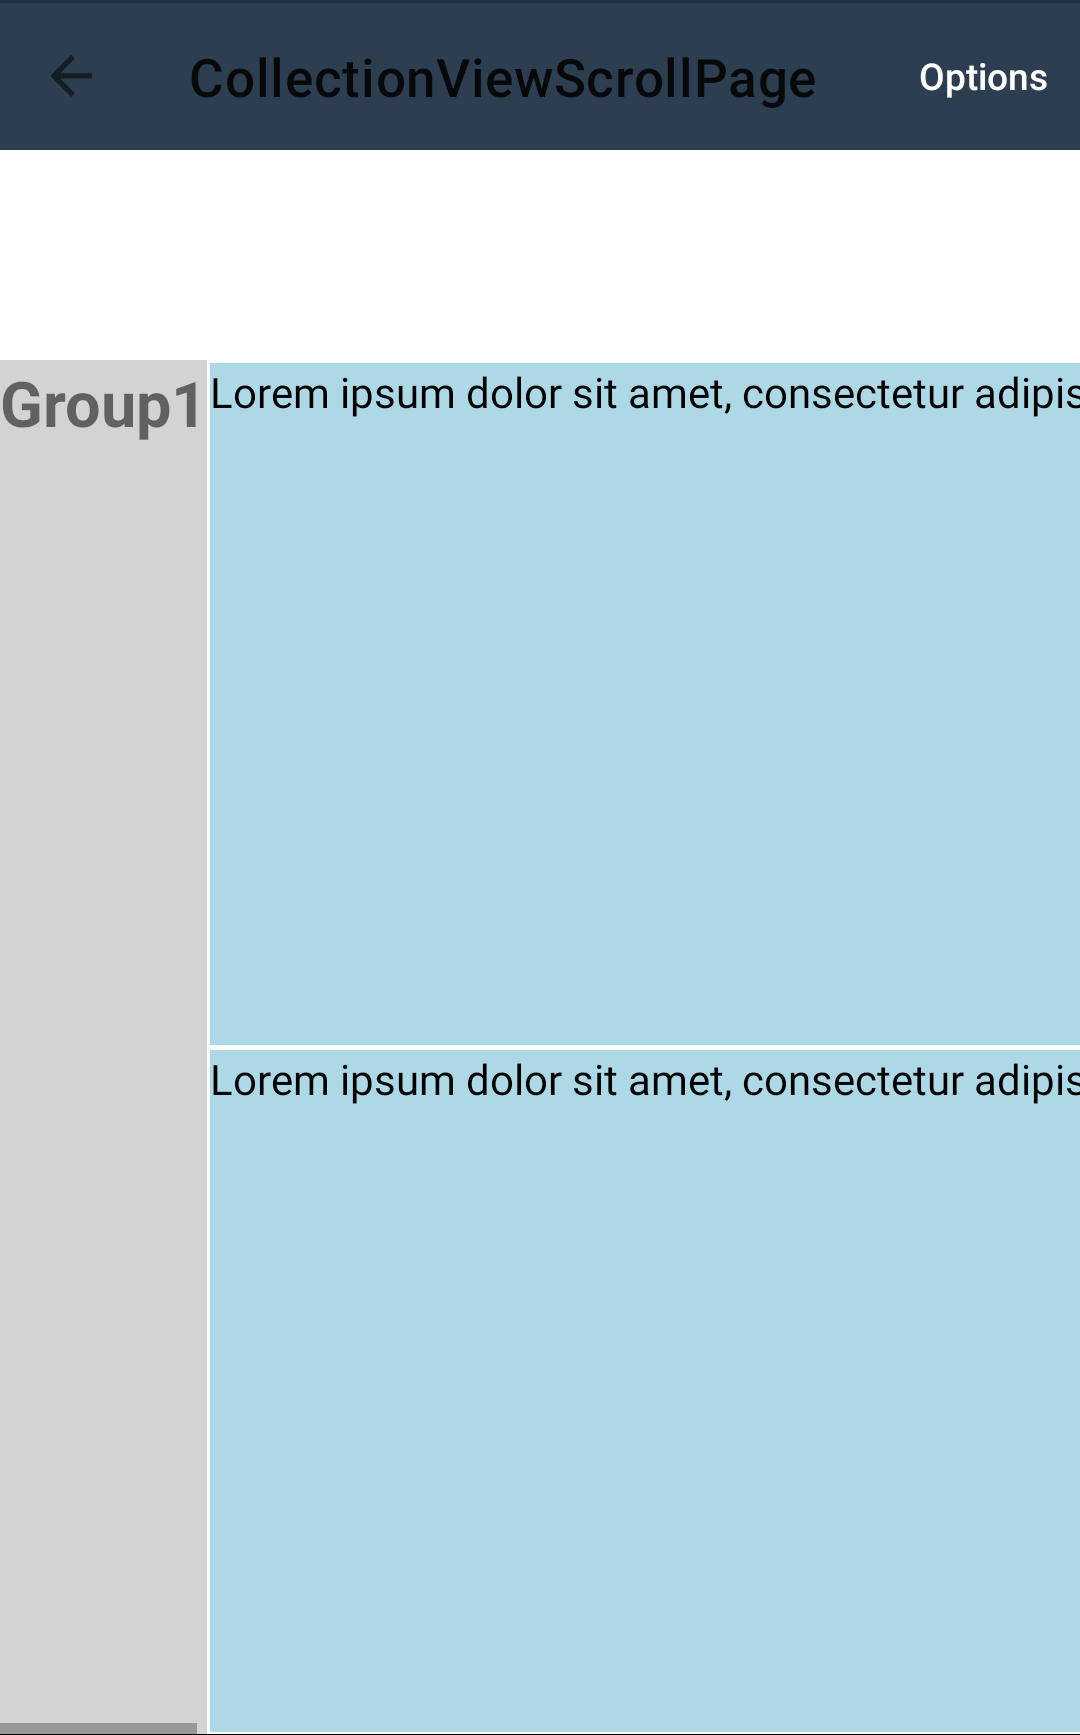 CollectionViewScrollPage
Options
Group1
Lorem ipsum dolor sit amet, consectetur adipis
Lorem ipsum dolor sit amet, consectetur adipis